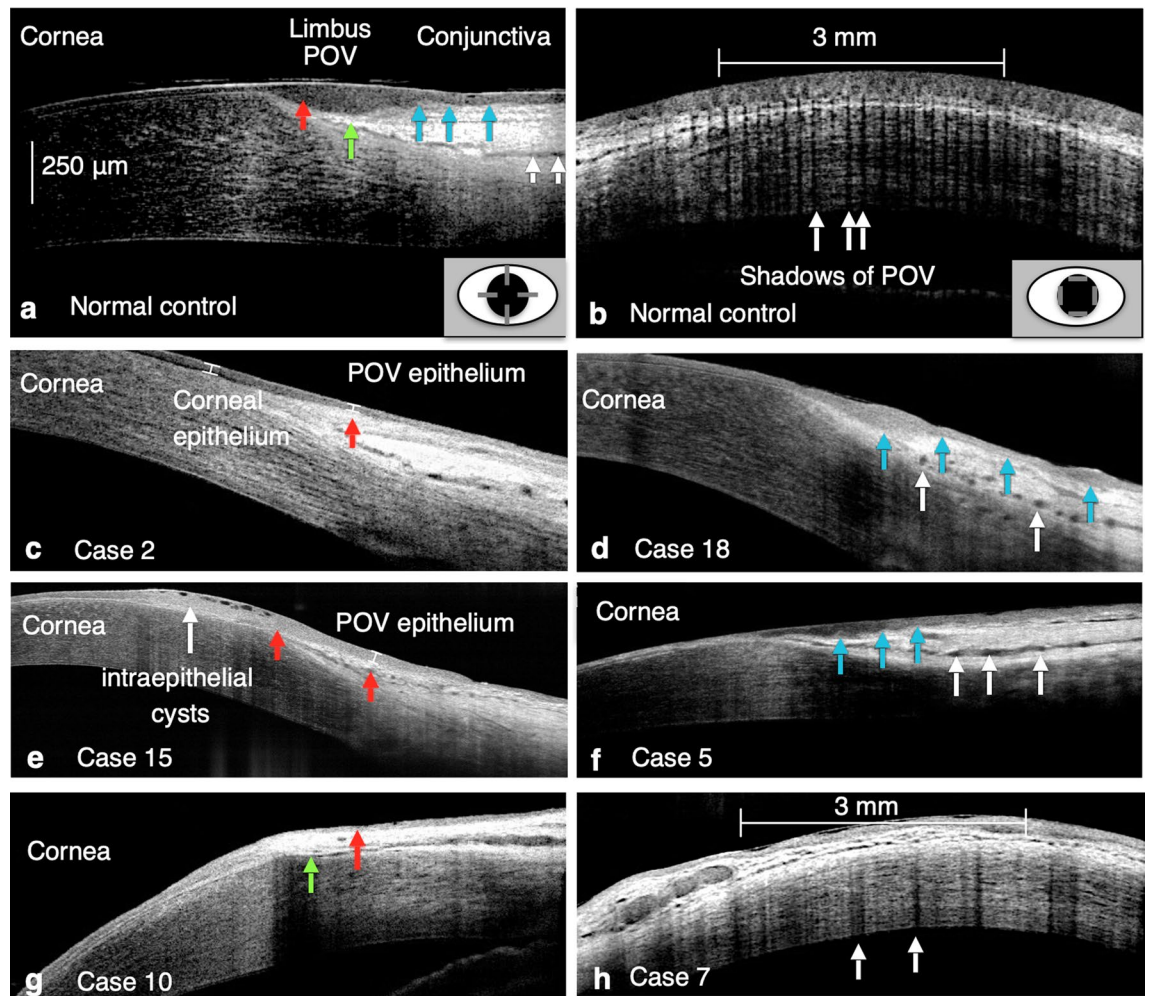 Cornea
Limbus
POV
Conjunctiva
250 µm
a Normal control
3 mm
Shadows of POV
b Normal control
Cornea
POV epithelium
Corneal
epithelium
c Case 2
Cornea
d Case 18
Cornea
POV epithelium
intraepithelial
cysts
e Case 15
Cornea
f Case 5
Cornea
g Case 10
3 mm
h Case 7